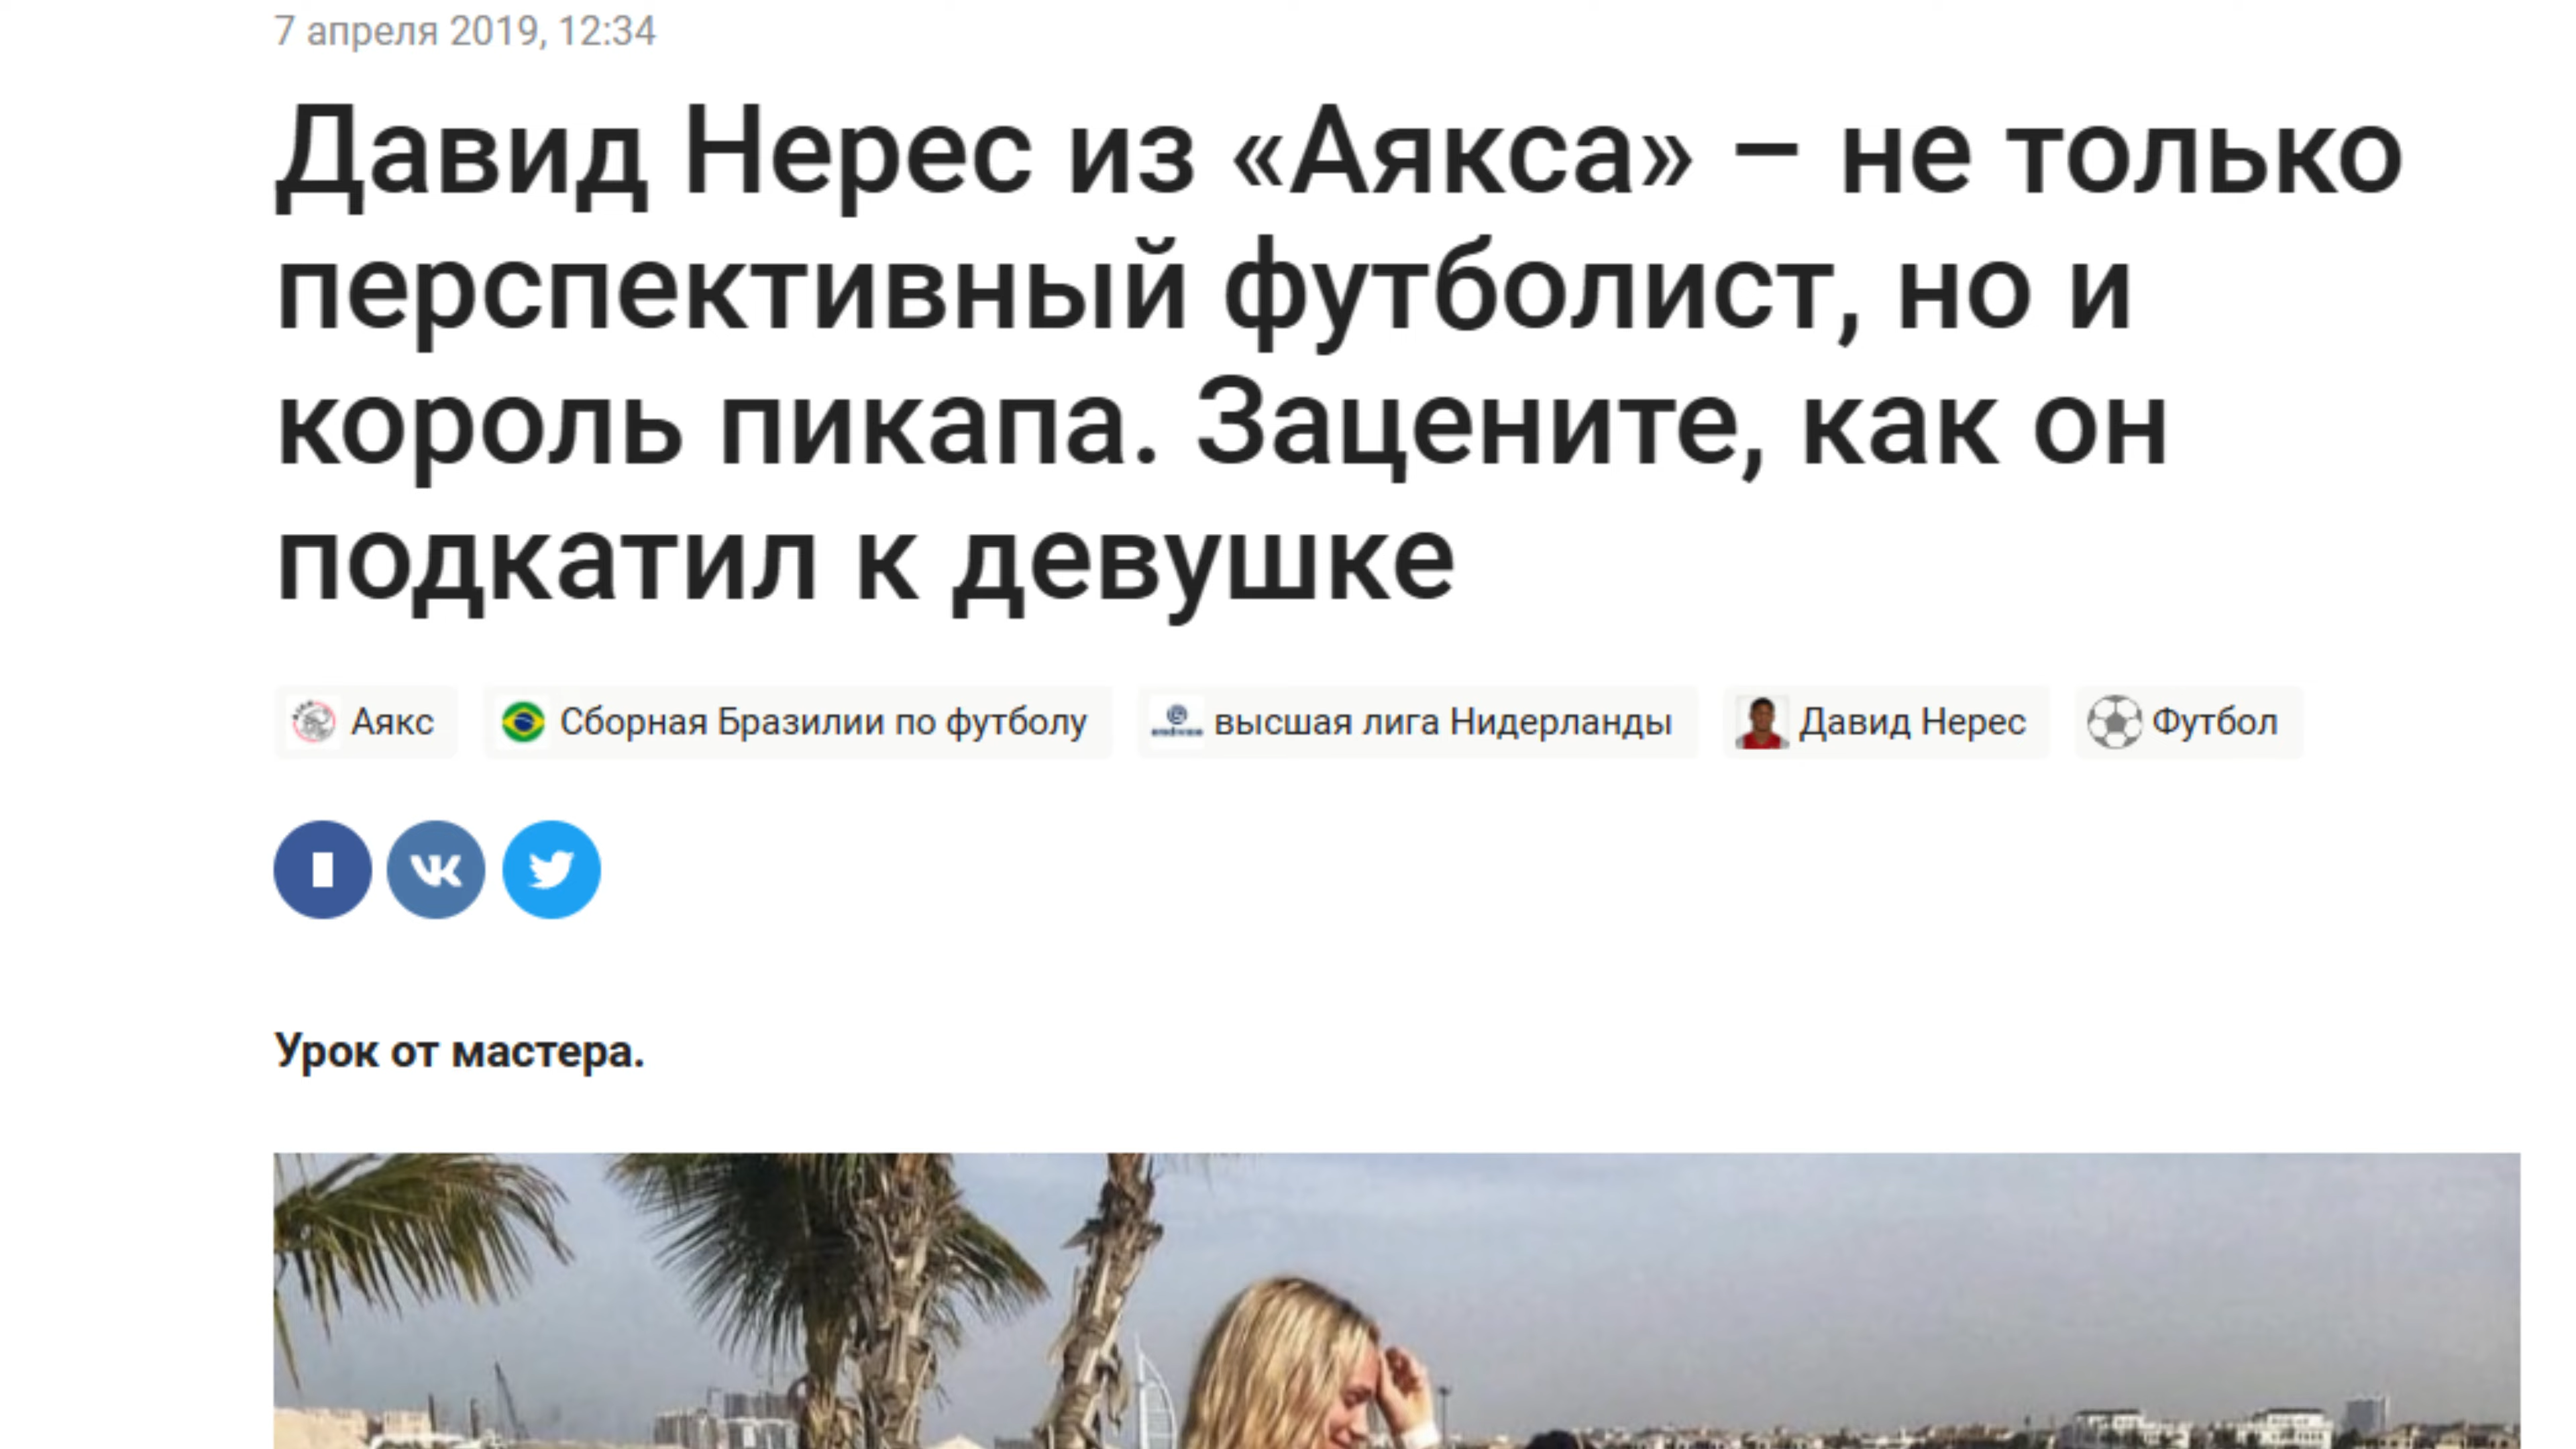 7 апреля 2019, 12:34
Давид Нерес из «Аякса» – не только
перспективный футболист, но и
король пикапа. Зацените, как он
подкатил к девушке
Аякс Сборная Бразилии по футболу высшая лига Нидерланды Давид Нерес Футбол
Урок от мастера.